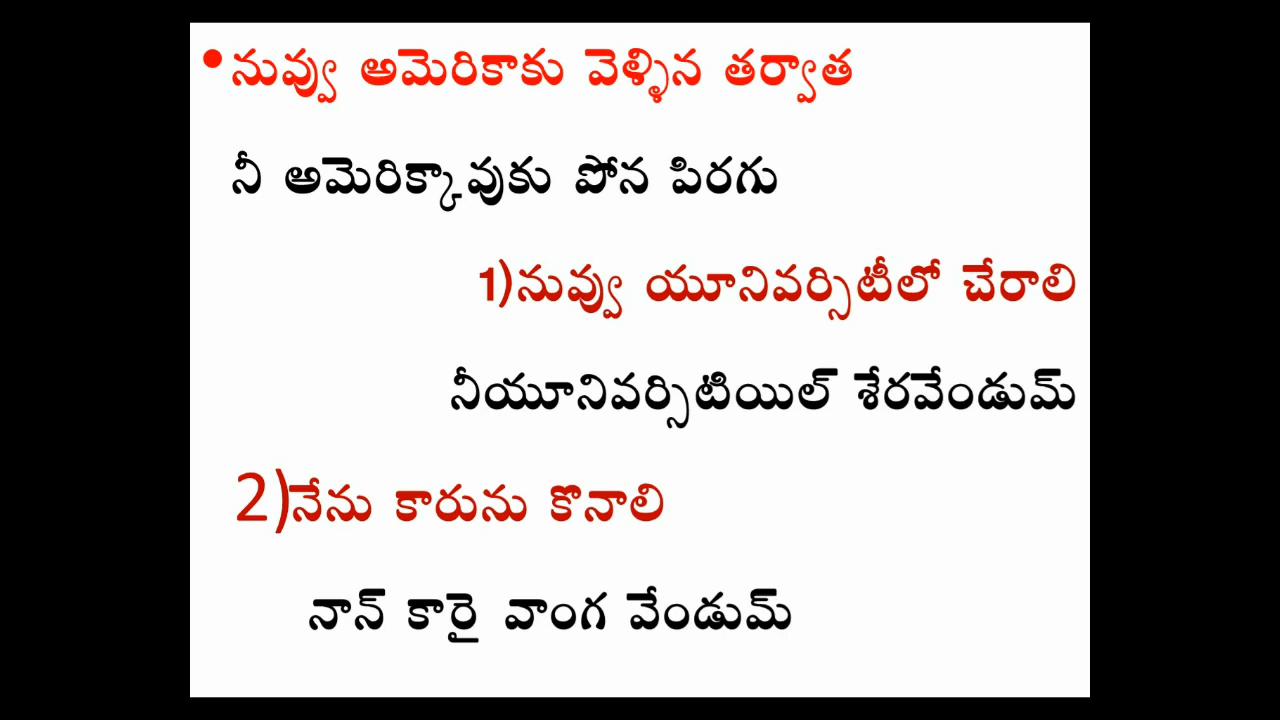 • నువ్వు అమెరికాకు వెళ్ళిన తర్వాత
నీ అమెరిక్కావుకు పోన పిరగు
1)నువ్వు యూనివర్సిటీలో చేరాలి
నీయూనివర్సిటియిల్ శేరవేండుమ్
2)నేను కారును కొనాలి
నాన్ కారై వాంగ వేండుమ్